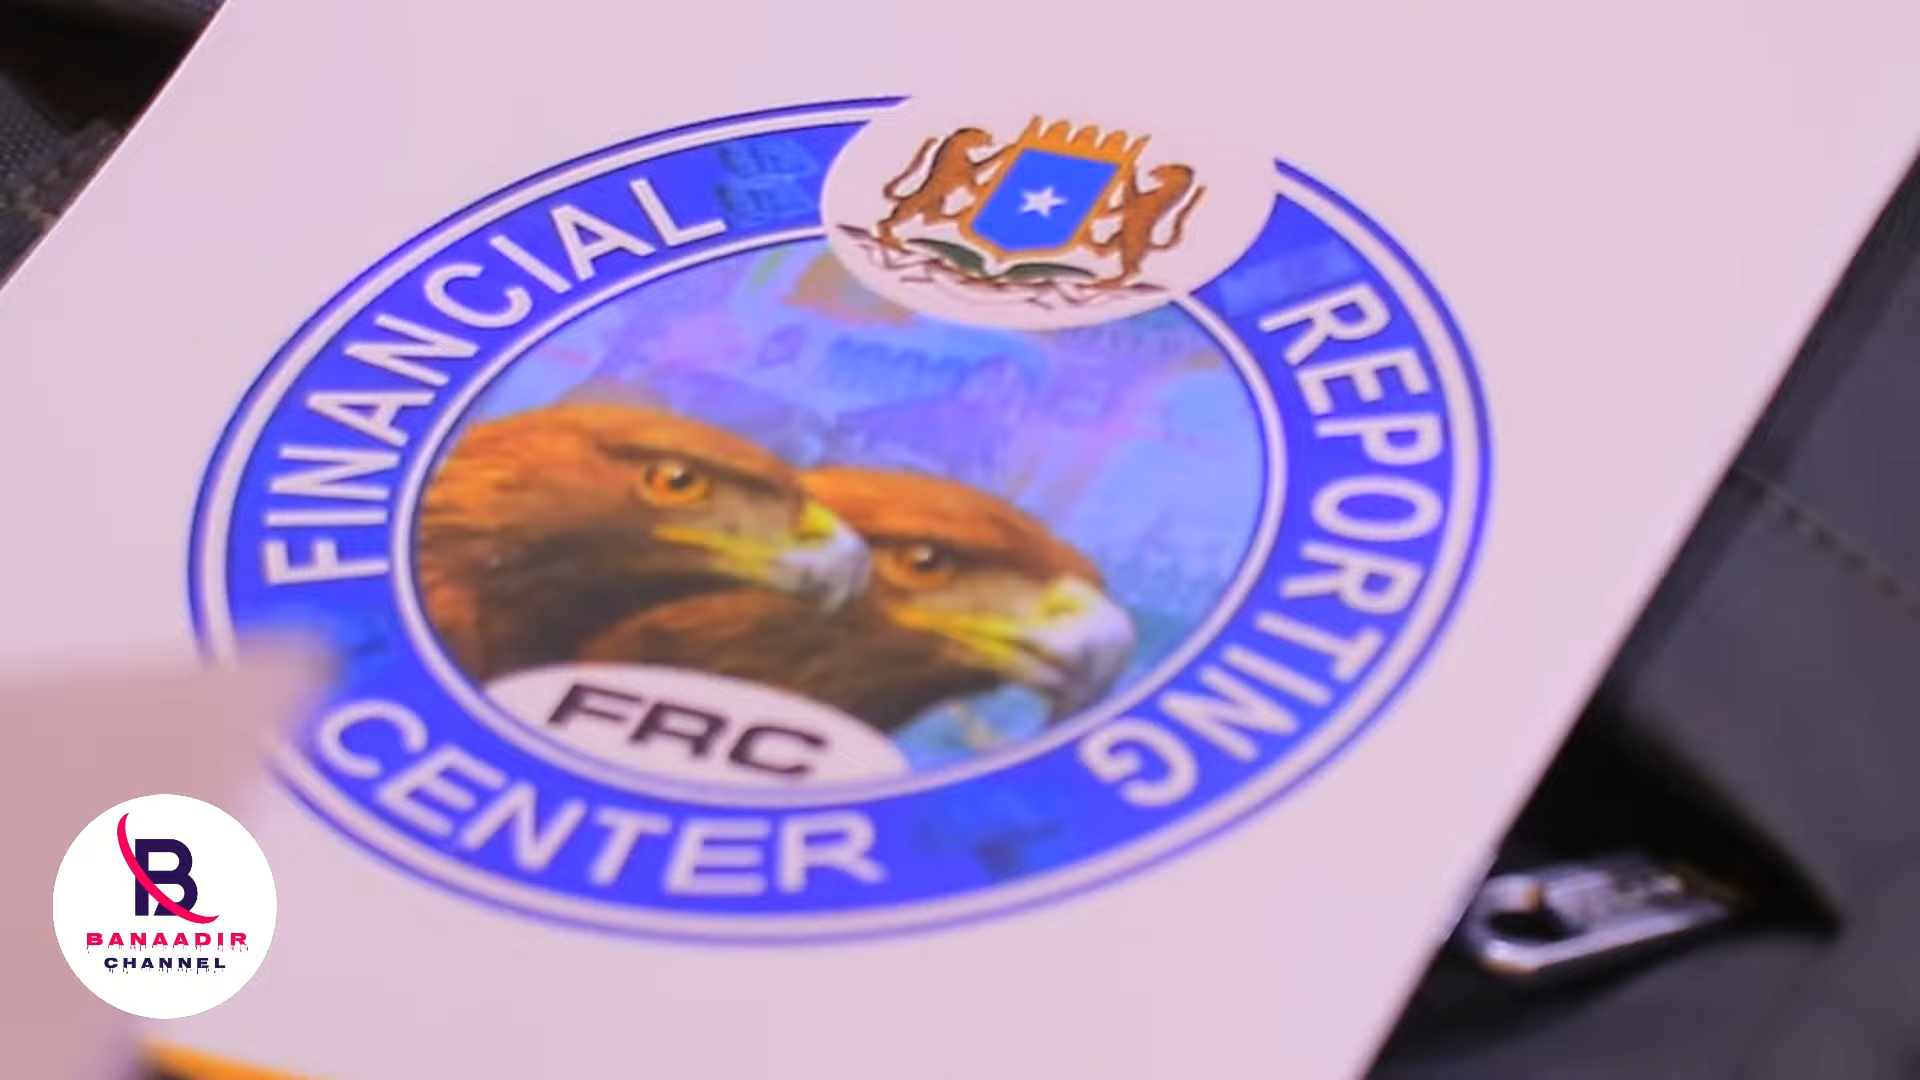 FINANCIAL REPORTING
CENTER
FRC
B
BANAADIR
CHANNEL